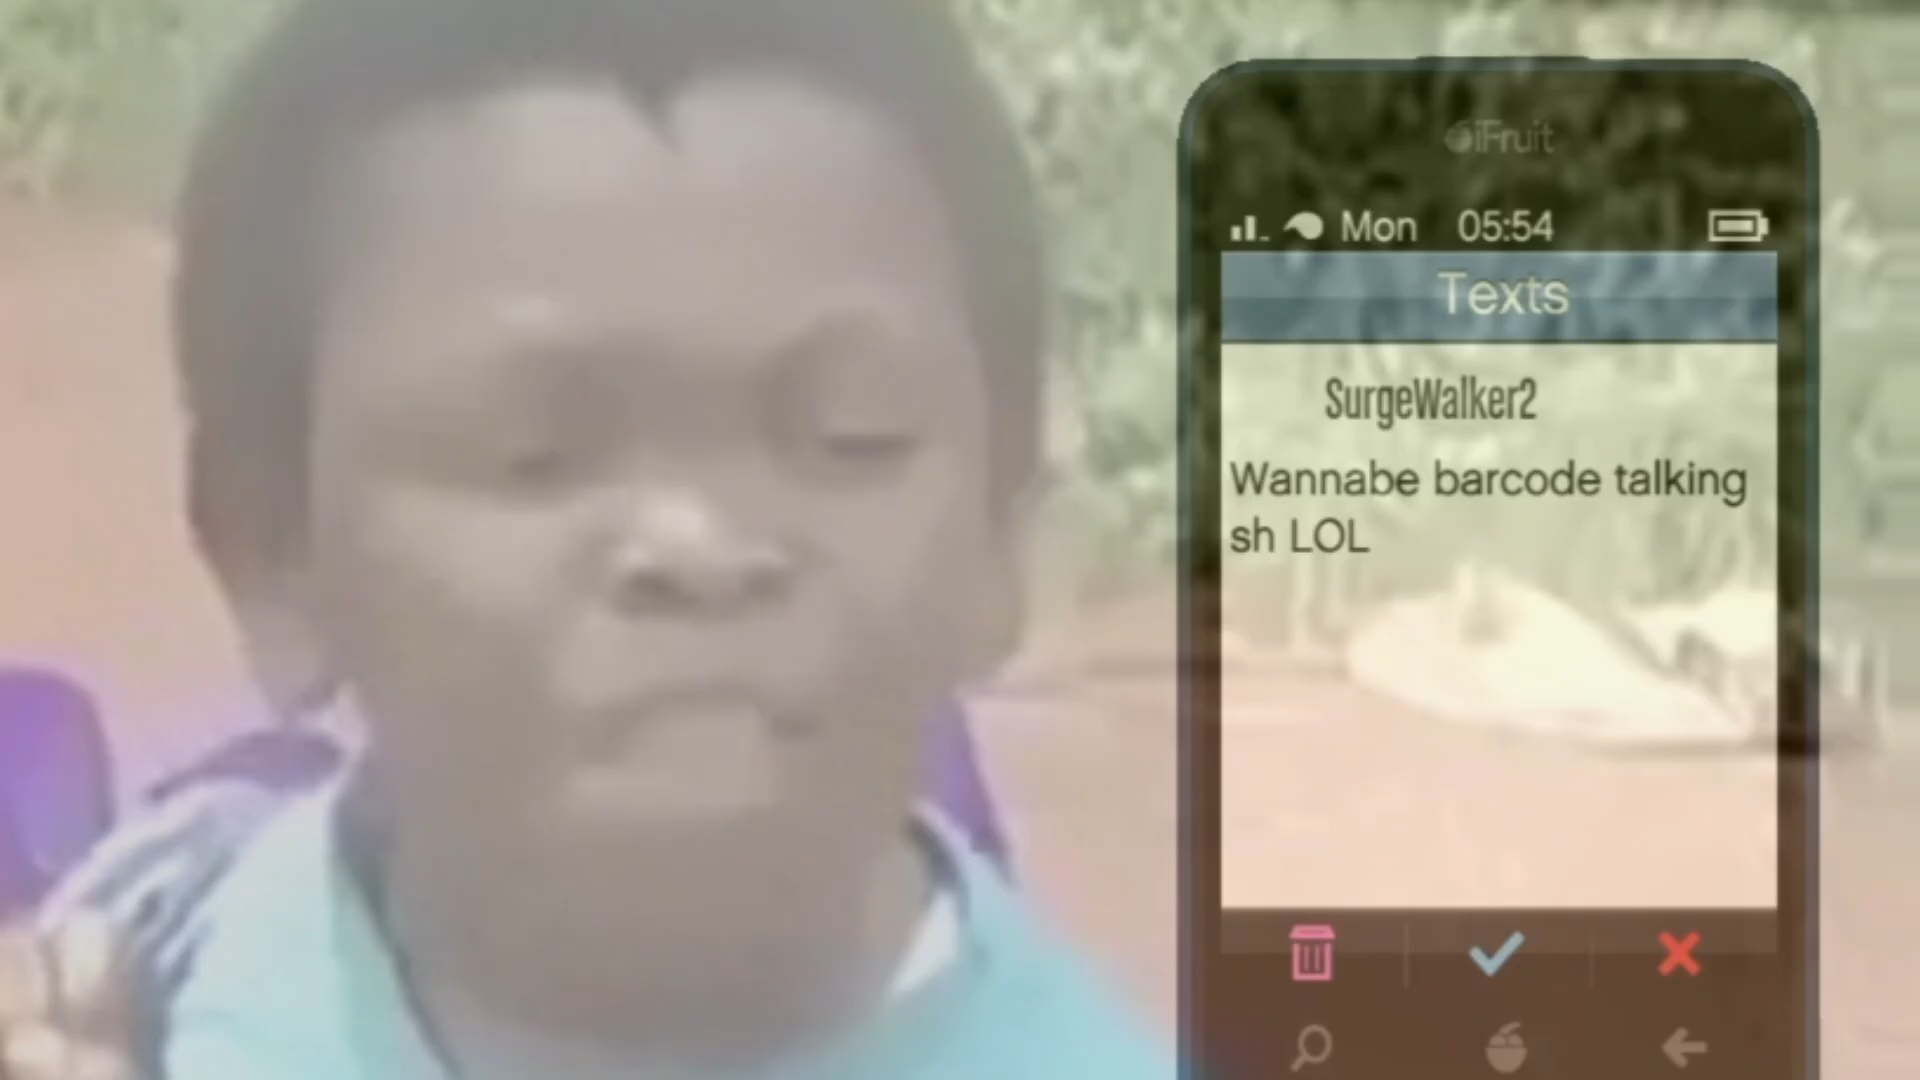 iFruit
Mon 05:54
Texts
SurgeWalker2
Wannabe barcode talking
sh LOL